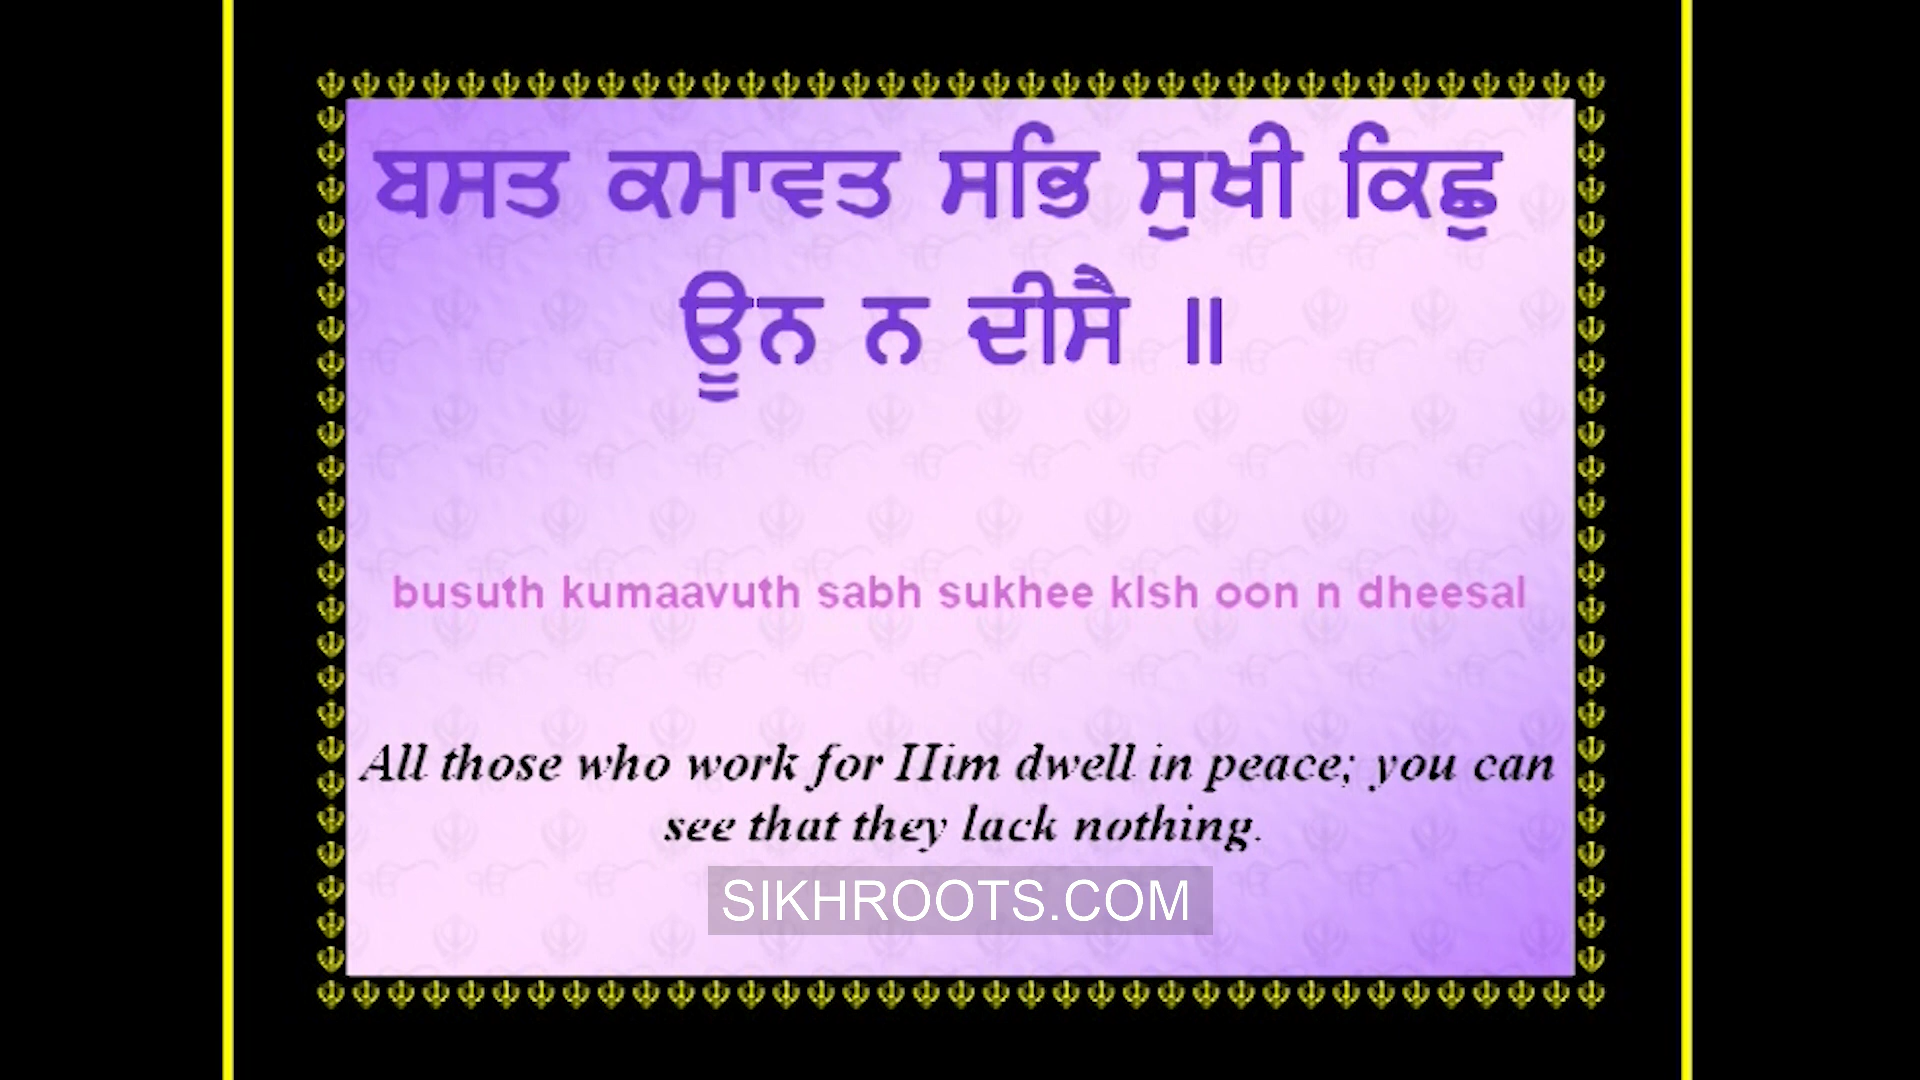 ਬਸਤ ਕਮਾਵਤ ਸਭਿ ਸੁਖੀ ਕਿਛੁ
ਊਨ ਨ ਦੀਸੈ ॥
busuth kumaavuth sabh sukhee kIsh oon n dheesaI
All those who work for Him dwell in peace; you can
see that they lack nothing.
SIKHROOTS.COM